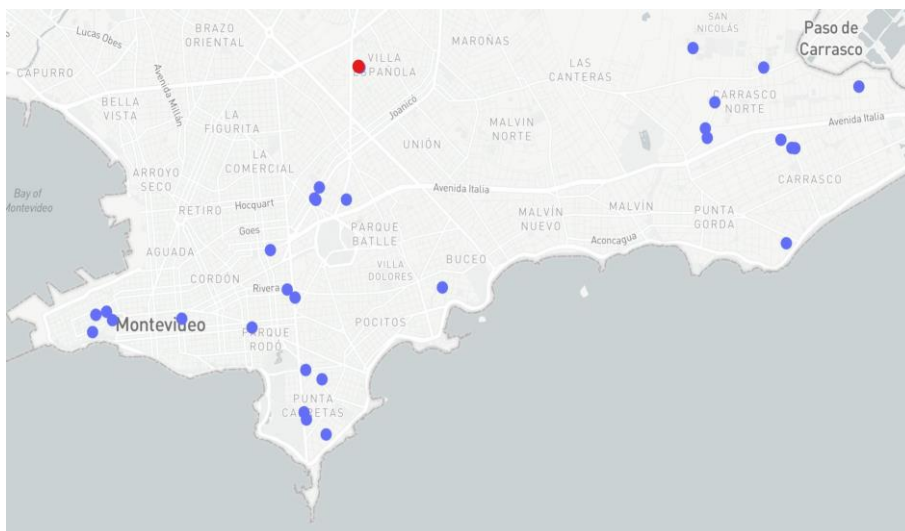 SAN
NICOLÁS
Paso de
Carrasco
BRAZO
ORIENTAL
Lucas Obes
MAROÑAS
VILLA
ESPAÑOLA
CAPURRO
LAS
CANTERAS
Avenida Millán
BELLA
VISTA
Joanicó
CARRASCO
NORTE
LA
FIGURITA
MALVIN
NORTE
Avenida Italia
UNIÓN
LA
COMERCIAL
ARROYO
SECO
CARRASCO
Avenida Italia
Bay of
Montevideo
Hocquart
RETIRO
MALVÍN
PUNTA
GORDA
MALVÍN
NUEVO
Goes
PARQUE
BATLLE
Aconcagua
AGUADA
BUCEO
VILLA
DOLORES
CORDÓN
Rivera
Montevideo
POCITOS
PARQUE
RODÓ
PUNTA
CARRETAS